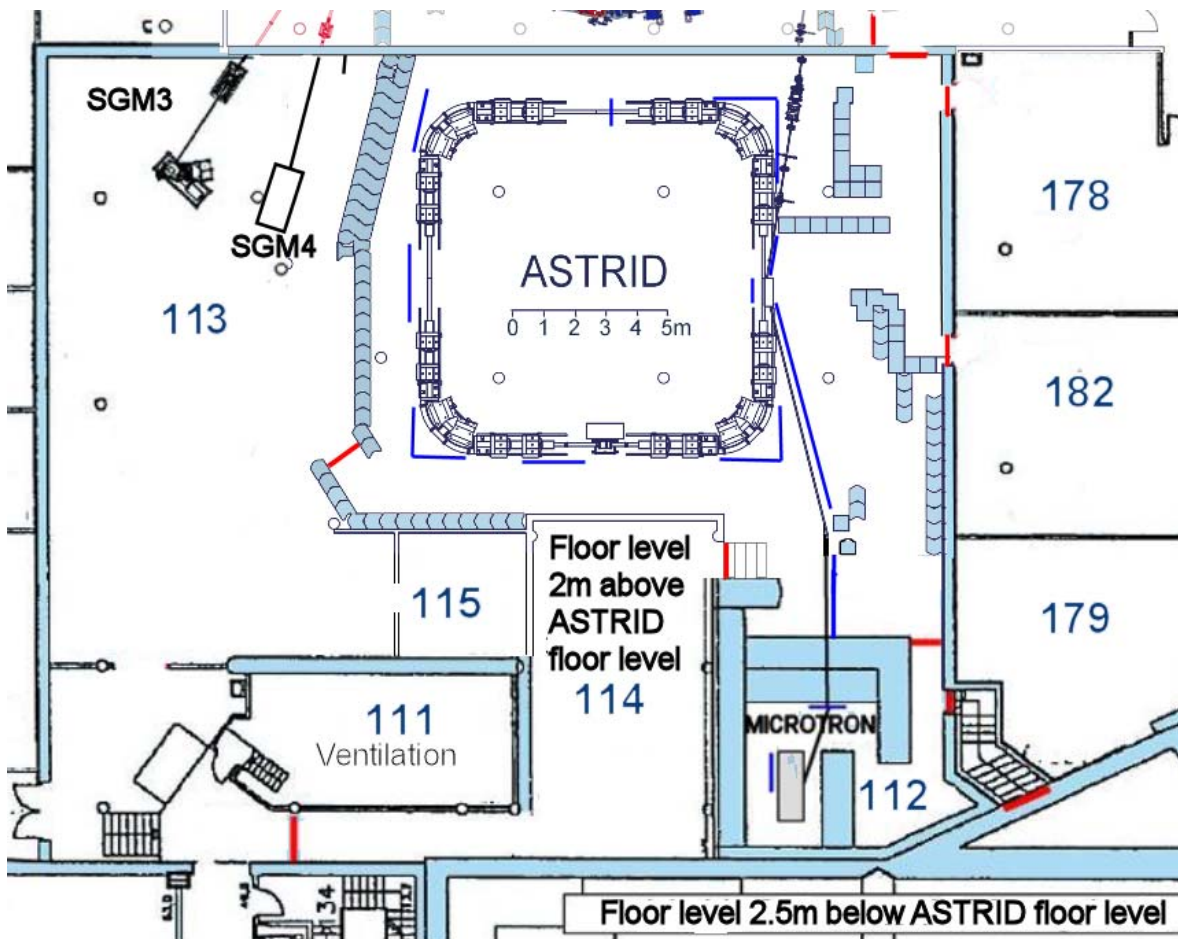 SGM3
SGM4
178
ASTRID
0 1 2 3 4 5m
113
182
Floor level
2m above
ASTRID
floor level
115
179
114
111
Ventilation
MICROTRON
112
34
Floor level 2.5m below ASTRID floor level